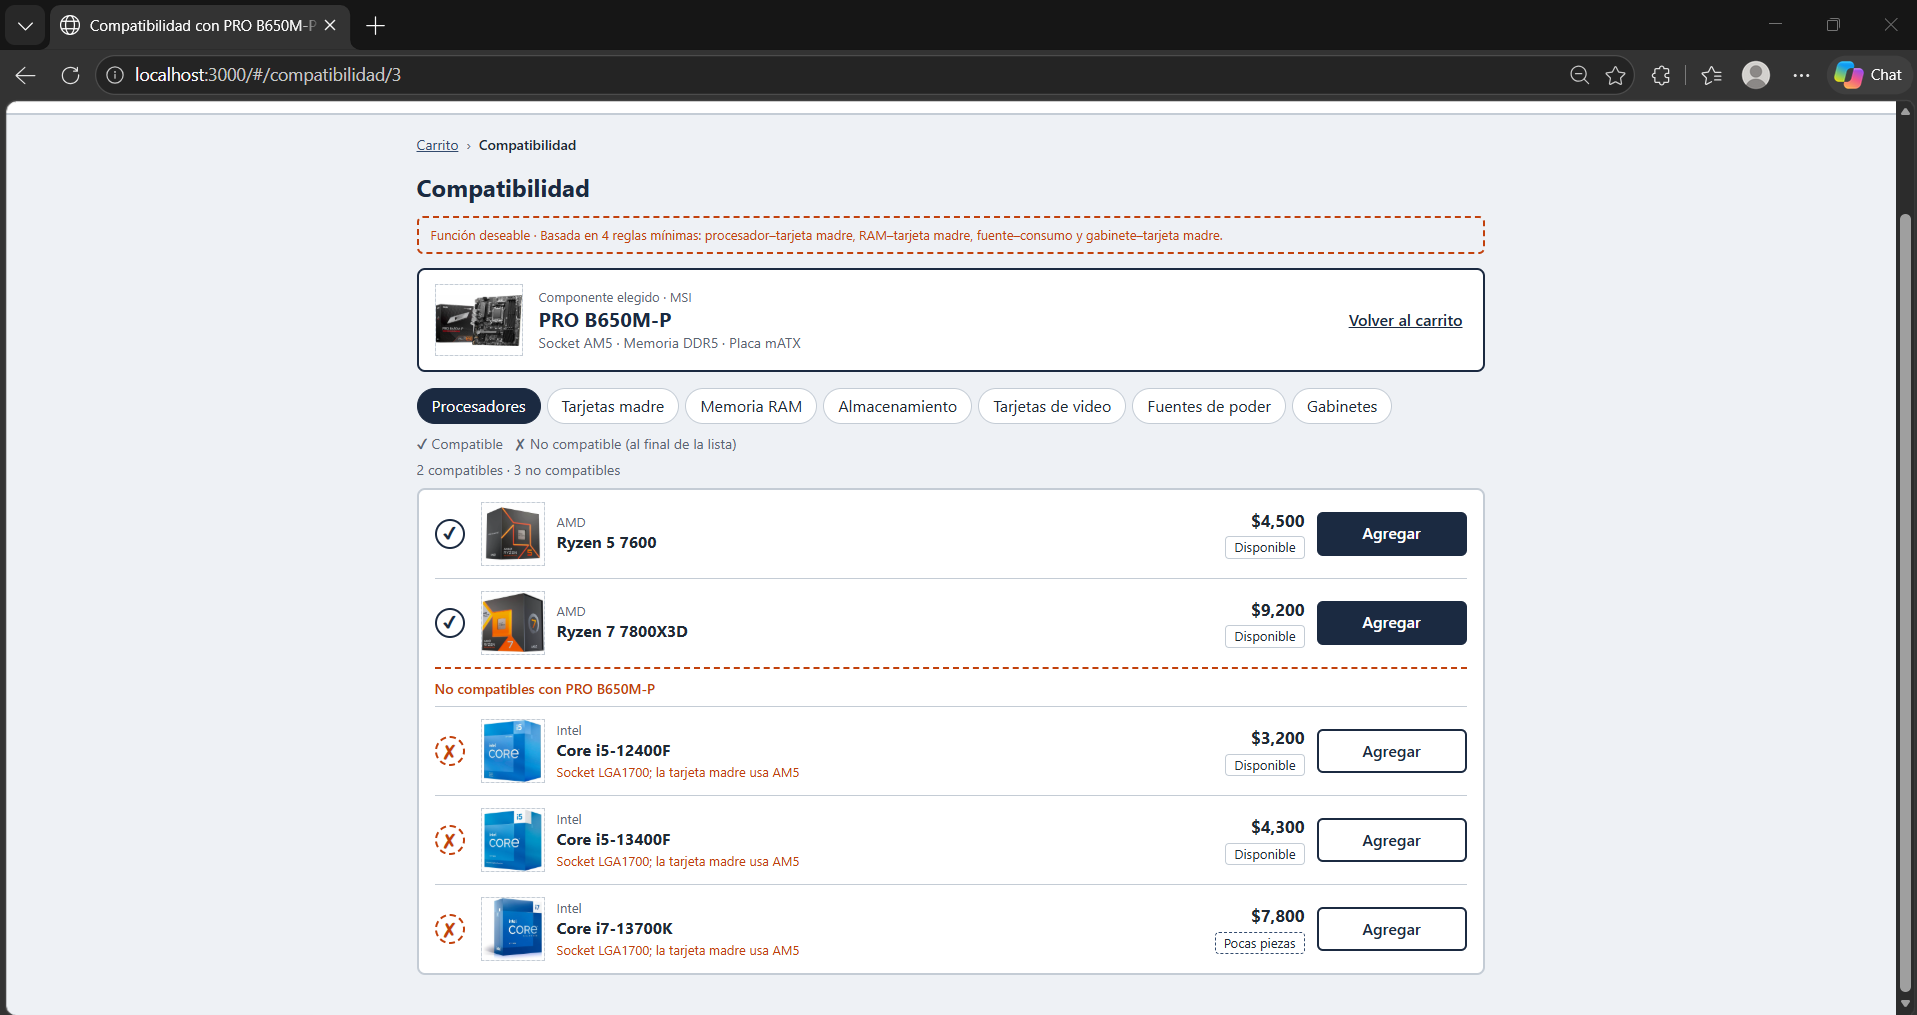 Compatibilidad con PRO B650M-P
localhost:3000/#/compatibilidad/3
Chat
Carrito › Compatibilidad
Compatibilidad
Función deseable · Basada en 4 reglas mínimas: procesador–tarjeta madre, RAM–tarjeta madre, fuente–consumo y gabinete–tarjeta madre.
Componente elegido · MSI
PRO B650M-P
Socket AM5 · Memoria DDR5 · Placa mATX
Volver al carrito
Procesadores
Tarjetas madre
Memoria RAM
Almacenamiento
Tarjetas de video
Fuentes de poder
Gabinetes
✓ Compatible ✗ No compatible (al final de la lista)
2 compatibles · 3 no compatibles
AMD
Ryzen 5 7600
$4,500
Disponible
Agregar
AMD
Ryzen 7 7800X3D
$9,200
Disponible
Agregar
No compatibles con PRO B650M-P
Intel
Core i5-12400F
Socket LGA1700; la tarjeta madre usa AM5
$3,200
Disponible
Agregar
CORE
Intel
Core i5-13400F
Socket LGA1700; la tarjeta madre usa AM5
$4,300
Disponible
Agregar
CORE
Intel
Core i7-13700K
Socket LGA1700; la tarjeta madre usa AM5
$7,800
Pocas piezas
Agregar
CORE